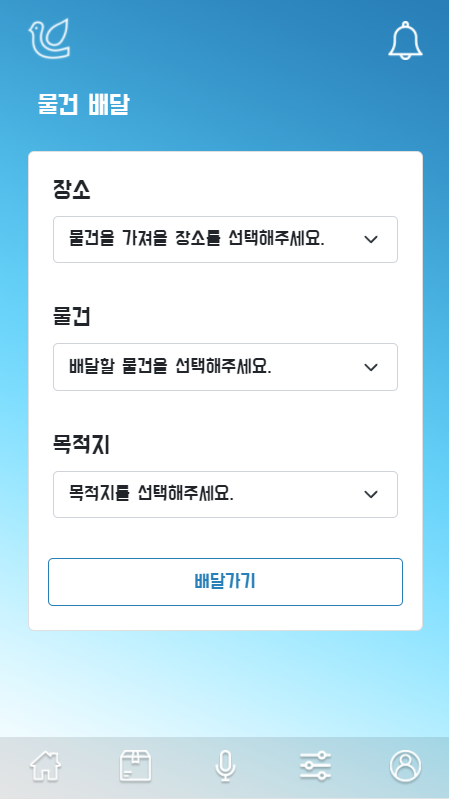 물건 배달
장소
물건을 가져올 장소를 선택해주세요.
물건
배달할 물건을 선택해주세요.
목적지
목적지를 선택해주세요.
배달가기